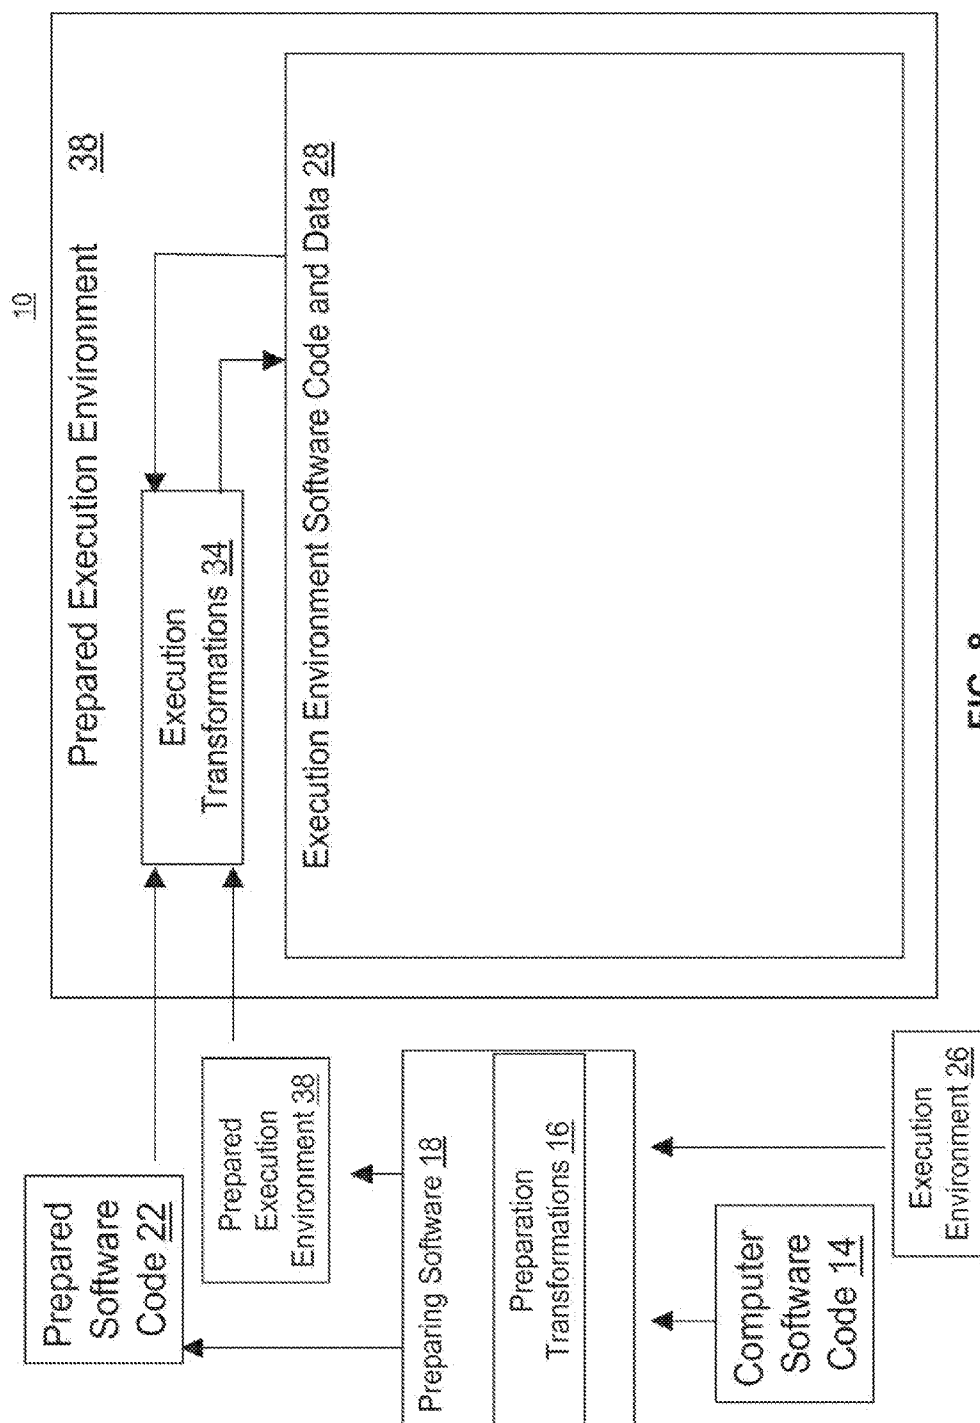 10
Prepared Execution Environment 38
Execution
Transformations 34
Execution Environment Software Code and Data 28
Prepared
Software
Code 22
Prepared
Execution
Environment 38
Preparing Software 18
Preparation
Transformations 16
Computer
Software
Code 14
Execution
Environment 26
FIG. 8